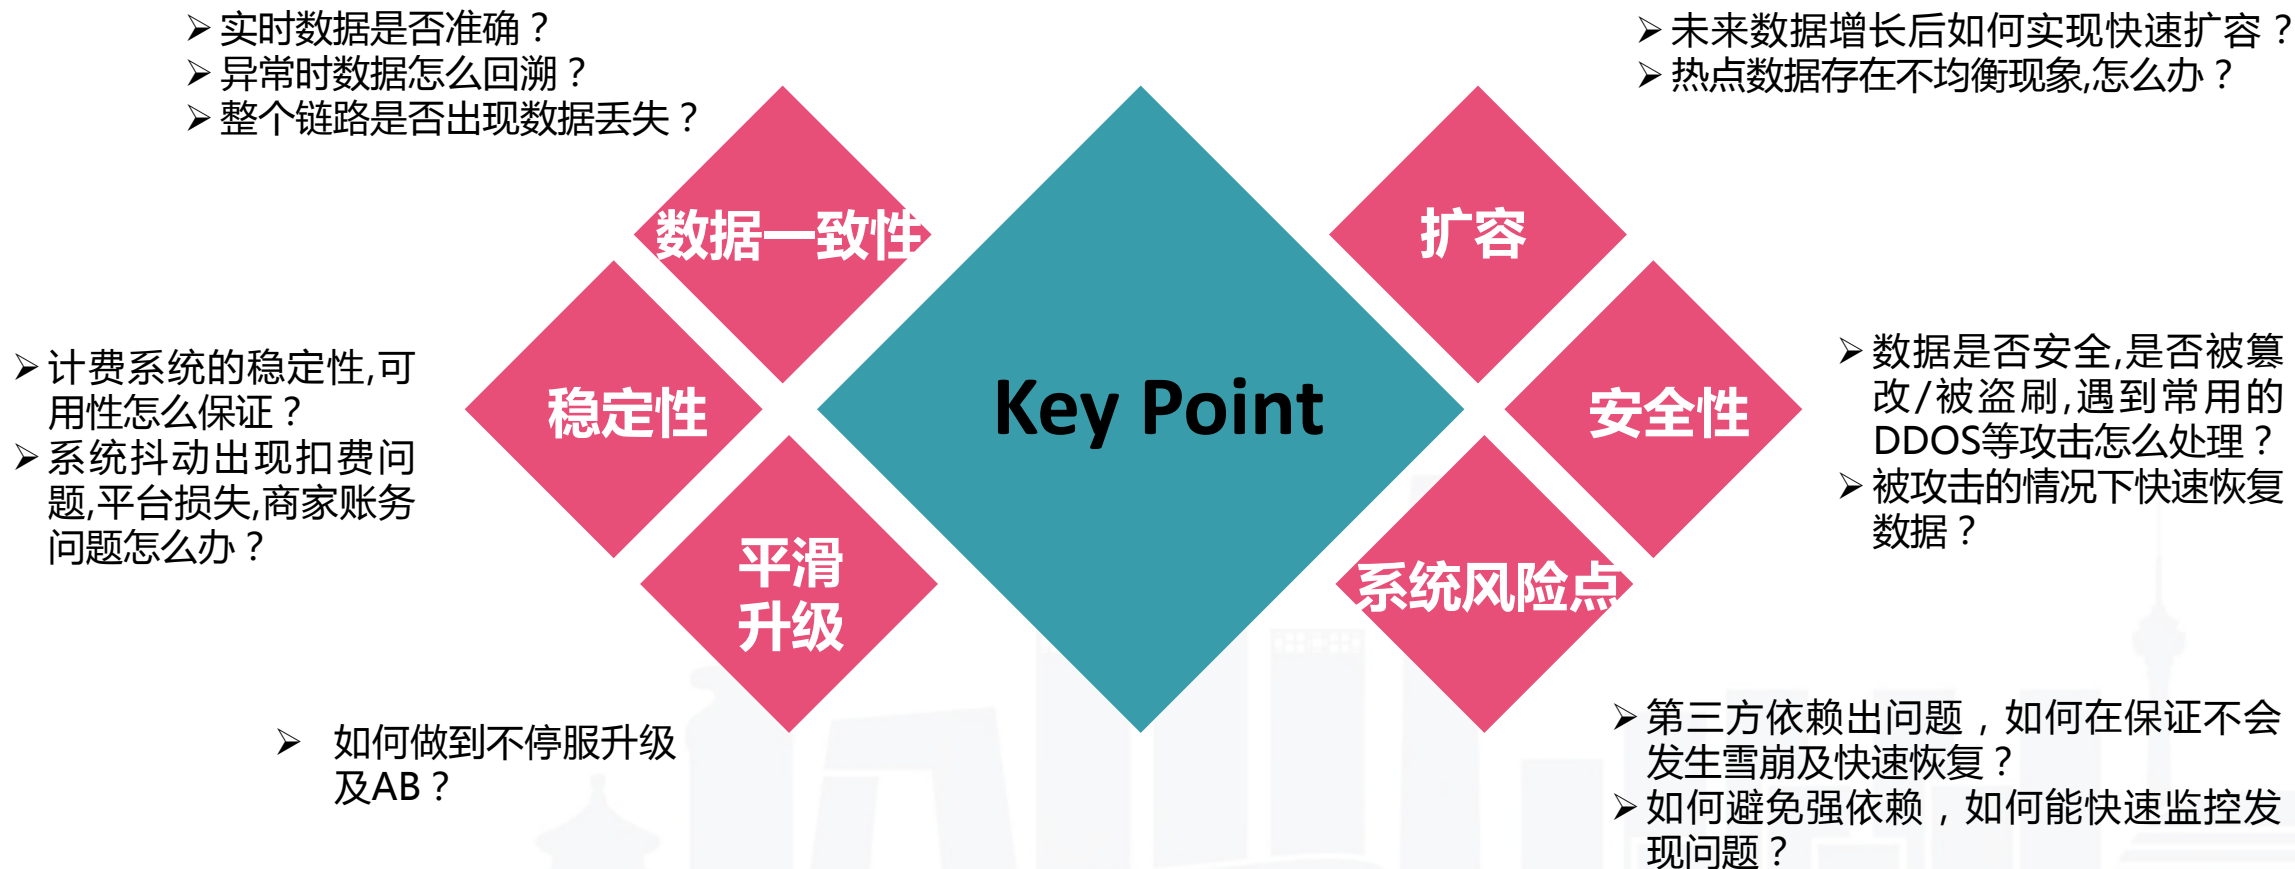 ➢ 实时数据是否准确？
➢ 异常时数据怎么回溯？
➢ 整个链路是否出现数据丢失？
数据一致性
➢ 计费系统的稳定性,可
用性怎么保证？
➢ 系统抖动出现扣费问
题,平台损失,商家账务
问题怎么办？
稳定性
平滑
升级
➢ 如何做到不停服升级
及AB？
Key Point
➢ 未来数据增长后如何实现快速扩容？
➢ 热点数据存在不均衡现象,怎么办？
扩容
安全性
➢ 数据是否安全,是否被篡
改/被盗刷,遇到常用的
DDOS等攻击怎么处理？
➢ 被攻击的情况下快速恢复
数据？
系统风险点
➢ 第三方依赖出问题，如何在保证不会
发生雪崩及快速恢复？
➢ 如何避免强依赖，如何能快速监控发
现问题？